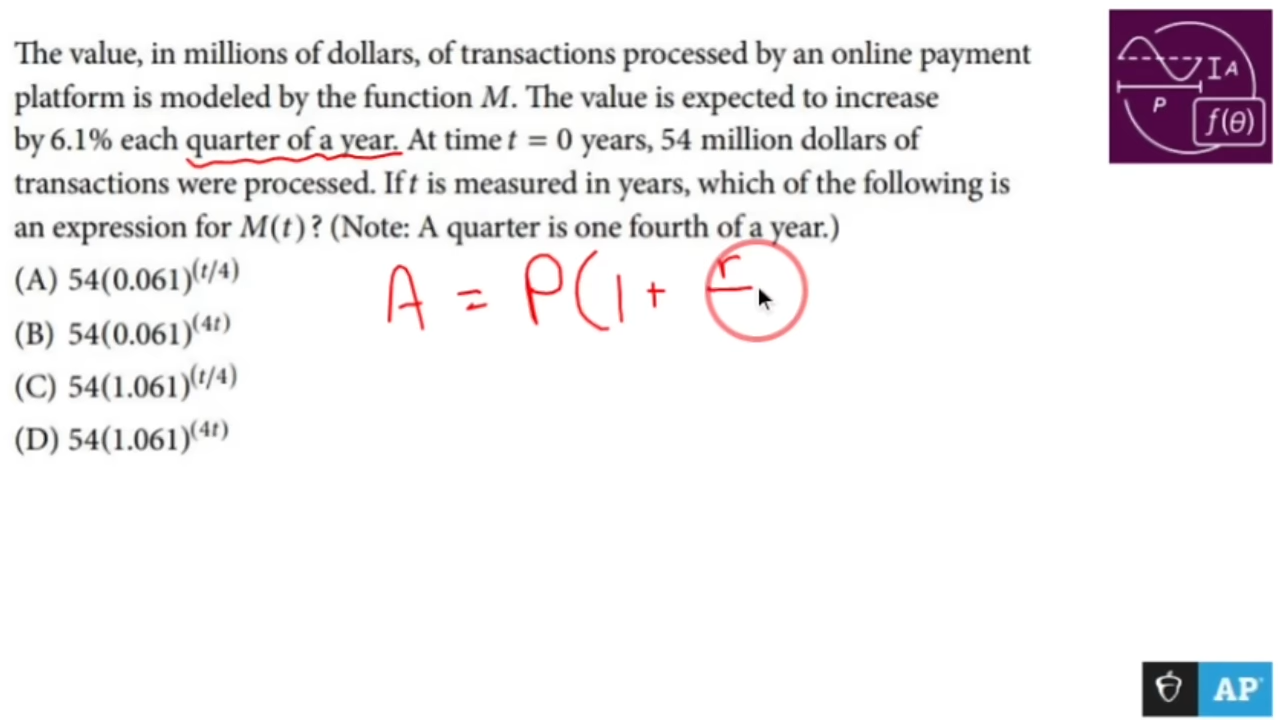 The value, in millions of dollars, of transactions processed by an online payment
platform is modeled by the function M. The value is expected to increase
by 6.1% each quarter of a year. At time t = 0 years, 54 million dollars of
transactions were processed. If t is measured in years, which of the following is
an expression for M(t)? (Note: A quarter is one fourth of a year.)
(A) 54(0.061)^(t/4)
(B) 54(0.061)^(4t)
(C) 54(1.061)^(t/4)
(D) 54(1.061)^(4t)
A = P(1 + r
I A
P
f(θ)
AP